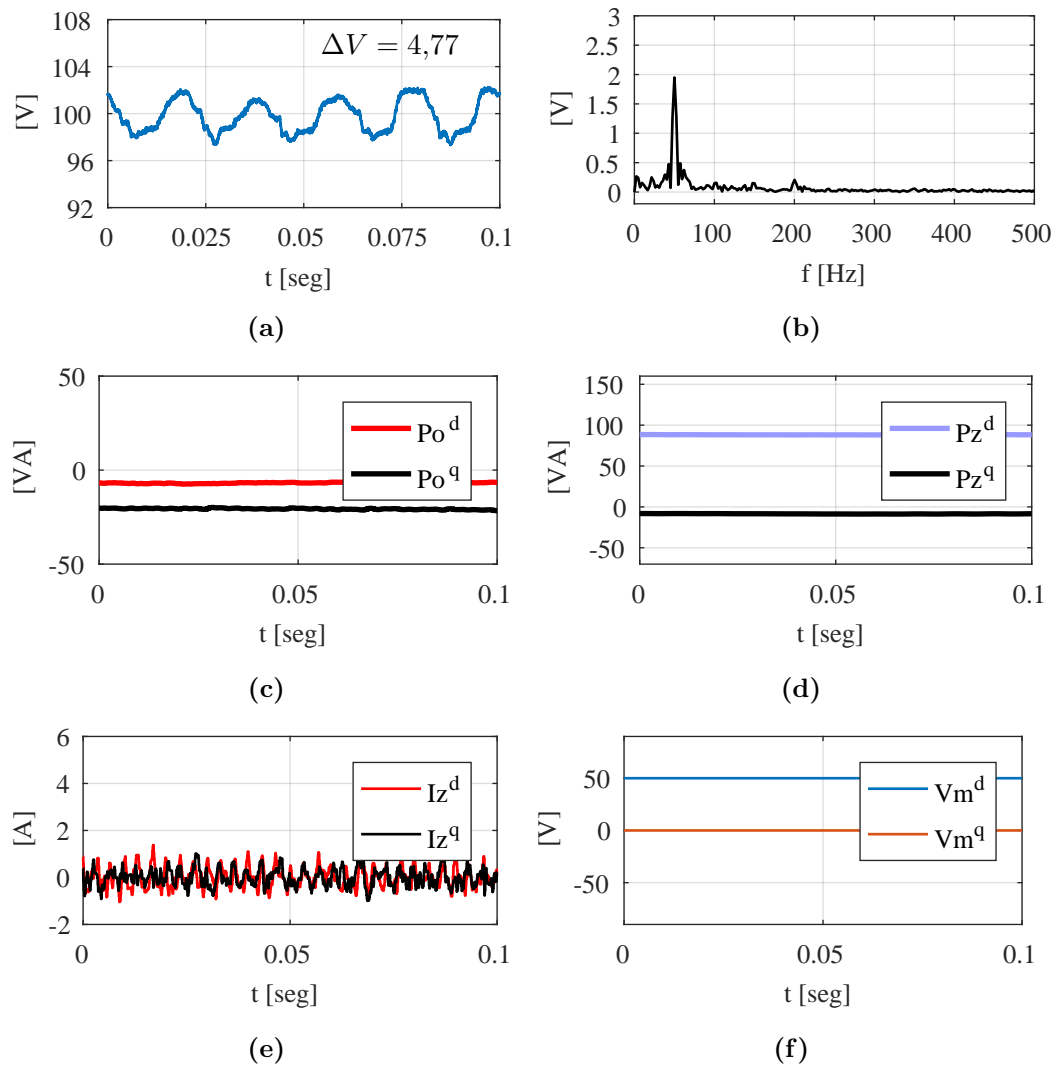 108
104
100
96
92
[V]
ΔV = 4,77
0 0.025 0.05 0.075 0.1
t [seg]
(a)
3
2.5
2
1.5
1
0.5
0
[V]
0 100 200 300 400 500
f [Hz]
(b)
50
0
-50
[VA]
Po^d
Po^q
0 0.05 0.1
t [seg]
(c)
150
100
50
0
-50
[VA]
Pz^d
Pz^q
0 0.05 0.1
t [seg]
(d)
6
4
2
0
-2
[A]
Iz^d
Iz^q
0 0.05 0.1
t [seg]
(e)
50
0
-50
[V]
Vm^d
Vm^q
0 0.05 0.1
t [seg]
(f)